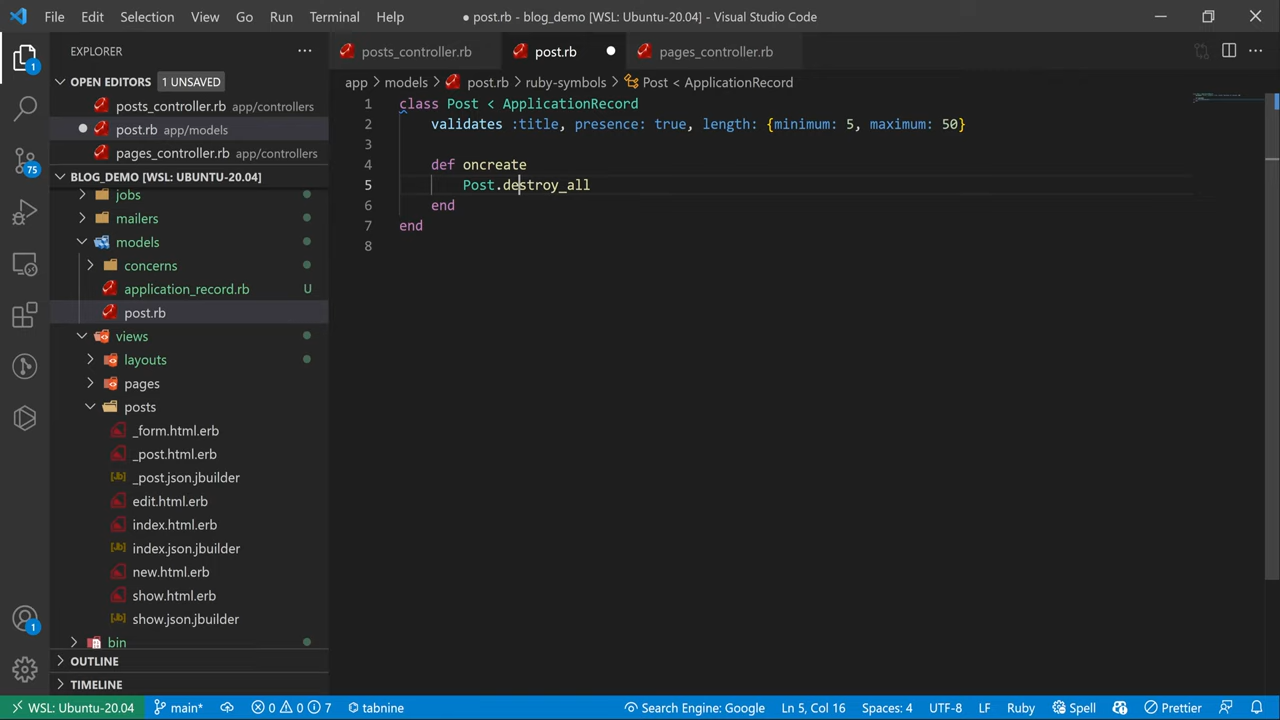 File Edit Selection View Go Run Terminal Help
● post.rb - blog_demo [WSL: Ubuntu-20.04] - Visual Studio Code
EXPLORER
OPEN EDITORS 1 UNSAVED
posts_controller.rb app/controllers
post.rb app/models
pages_controller.rb app/controllers
BLOG_DEMO [WSL: UBUNTU-20.04]
jobs
mailers
models
concerns
application_record.rb U
post.rb
views
layouts
pages
posts
_form.html.erb
_post.html.erb
_post.json.jbuilder
edit.html.erb
index.html.erb
index.json.jbuilder
new.html.erb
show.html.erb
show.json.jbuilder
bin
OUTLINE
TIMELINE
1
75
1
posts_controller.rb post.rb pages_controller.rb
app > models > post.rb > ruby-symbols > Post < ApplicationRecord
1 class Post < ApplicationRecord
2 validates :title, presence: true, length: {minimum: 5, maximum: 50}
3
4 def oncreate
5 Post.destroy_all
6 end
7 end
8
WSL: Ubuntu-20.04 main* 0 0 7 tabnine Search Engine: Google Ln 5, Col 16 Spaces: 4 UTF-8 LF Ruby Spell Prettier